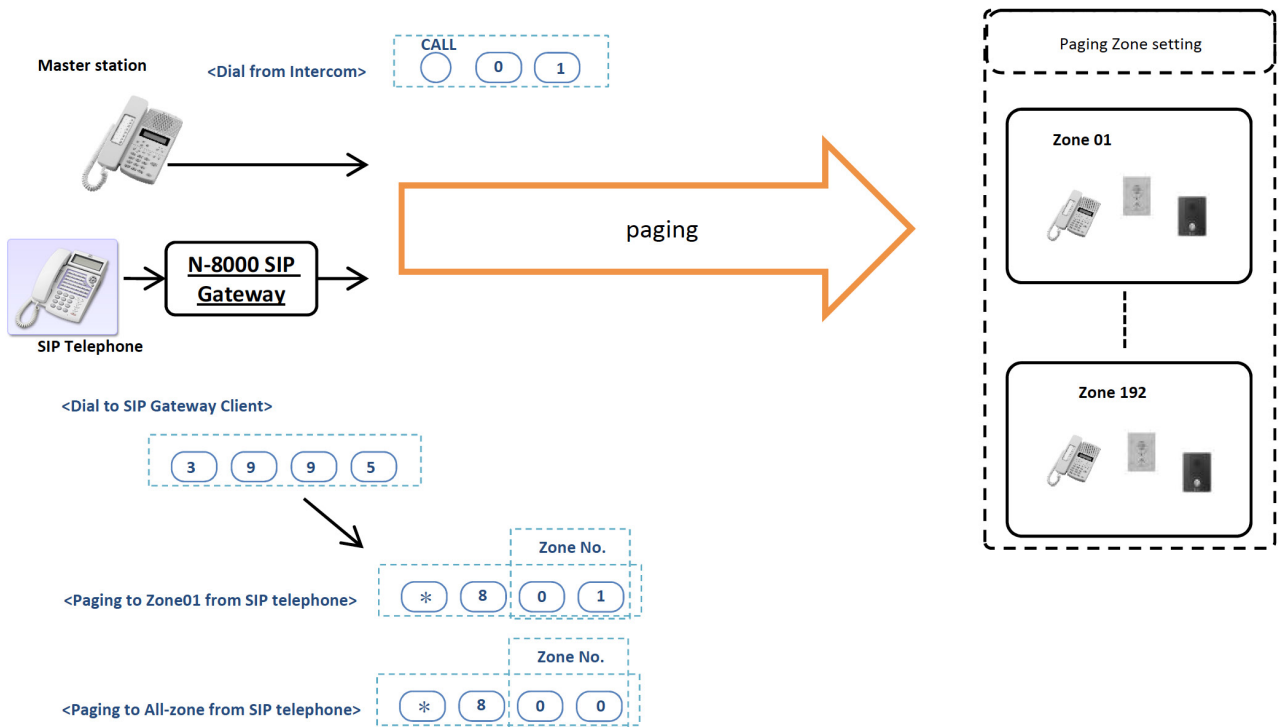 CALL
Master station
<Dial from Intercom>
0 1
Paging Zone setting
Zone 01
paging
N-8000 SIP
Gateway
SIP Telephone
Zone 192
<Dial to SIP Gateway Client>
3 9 9 5
Zone No.
<Paging to Zone01 from SIP telephone>
* 8 0 1
Zone No.
<Paging to All-zone from SIP telephone>
* 8 0 0